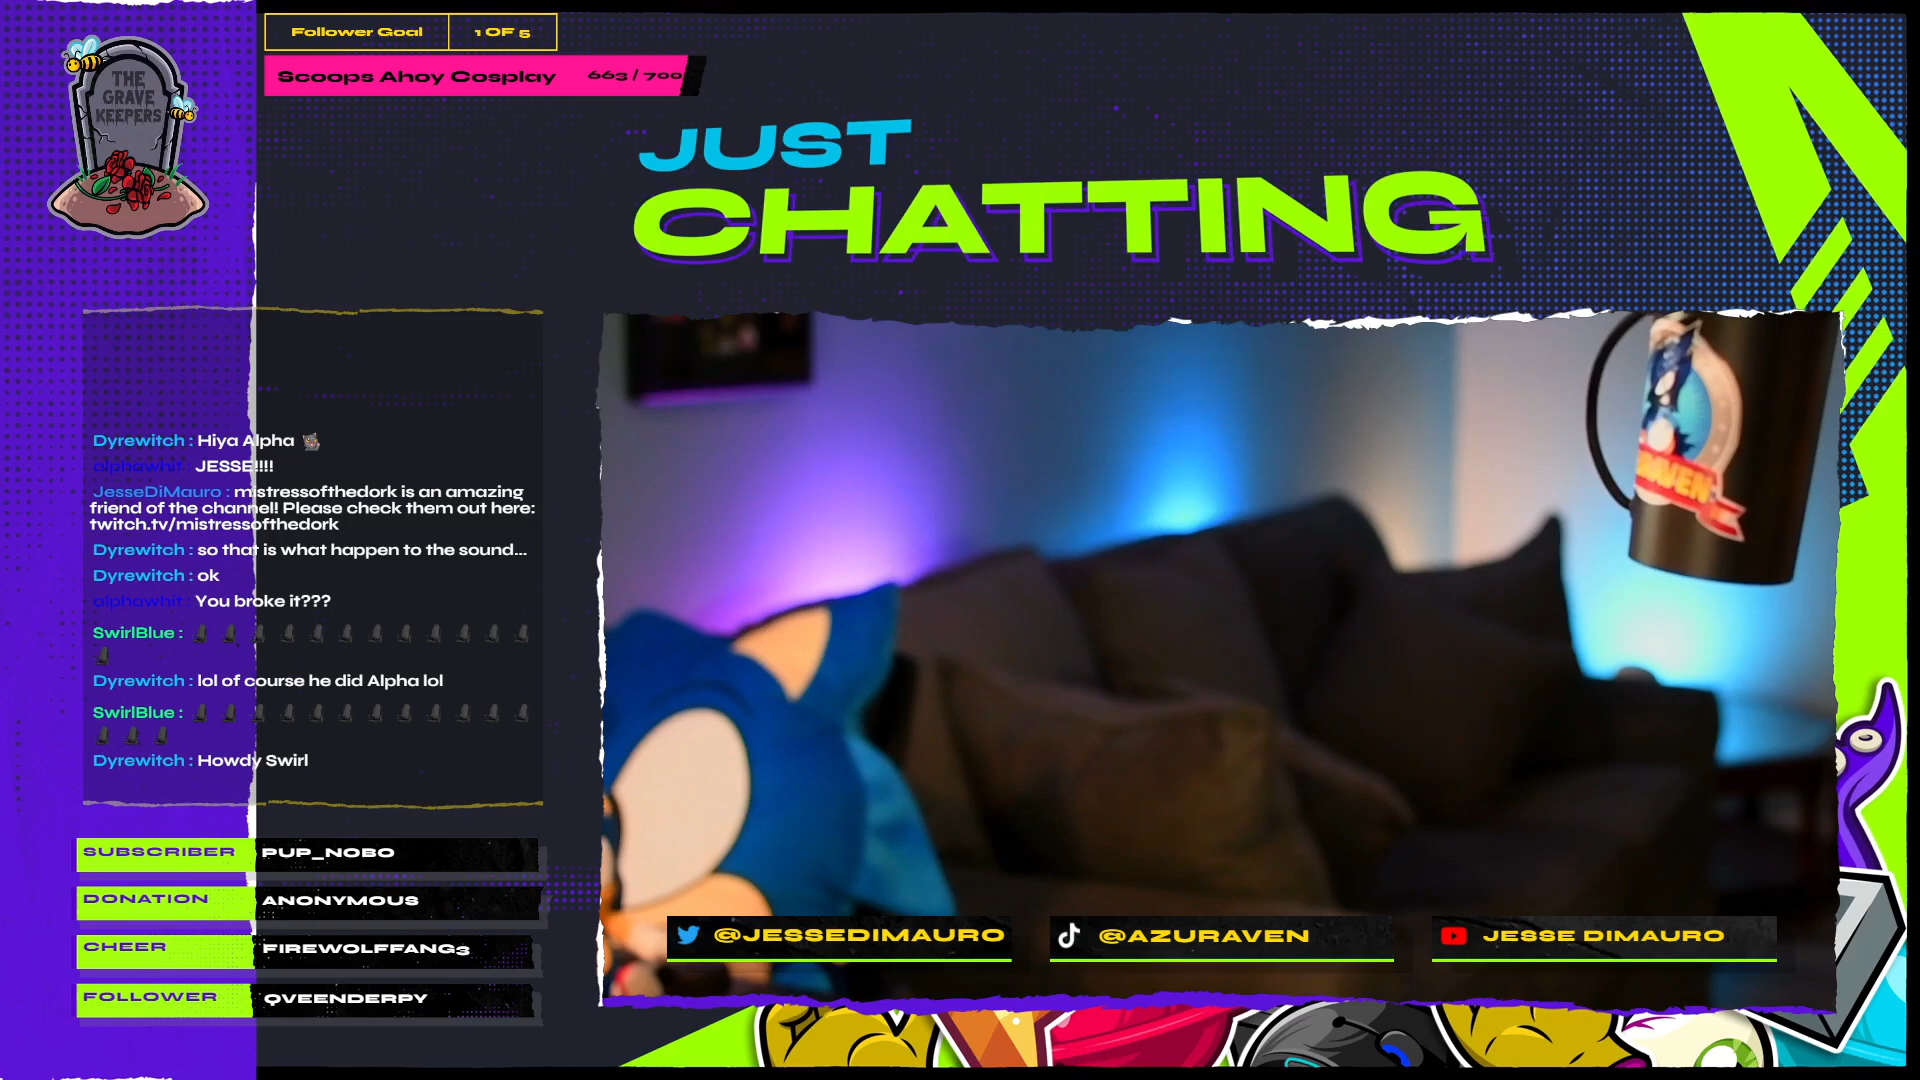 Follower Goal
1 OF 5
Scoops Ahoy Cosplay
663 / 700
THE
GRAVE
KEEPERS
JUST
CHATTING
Dyrewitch : Hiya Alpha
alphawhit : JESSE!!!!
JesseDiMauro : mistressofthedork is an amazing
friend of the channel! Please check them out here:
twitch.tv/mistressofthedork
Dyrewitch : so that is what happen to the sound...
Dyrewitch : ok
alphawhit : You broke it???
SwirlBlue :
Dyrewitch : lol of course he did Alpha lol
SwirlBlue :
Dyrewitch : Howdy Swirl
SUBSCRIBER PUP_NOBO
DONATION ANONYMOUS
CHEER FIREWOLFFANG3
FOLLOWER QVEENDERPY
@JESSEDIMAURO
@AZURAVEN
JESSE DIMAURO